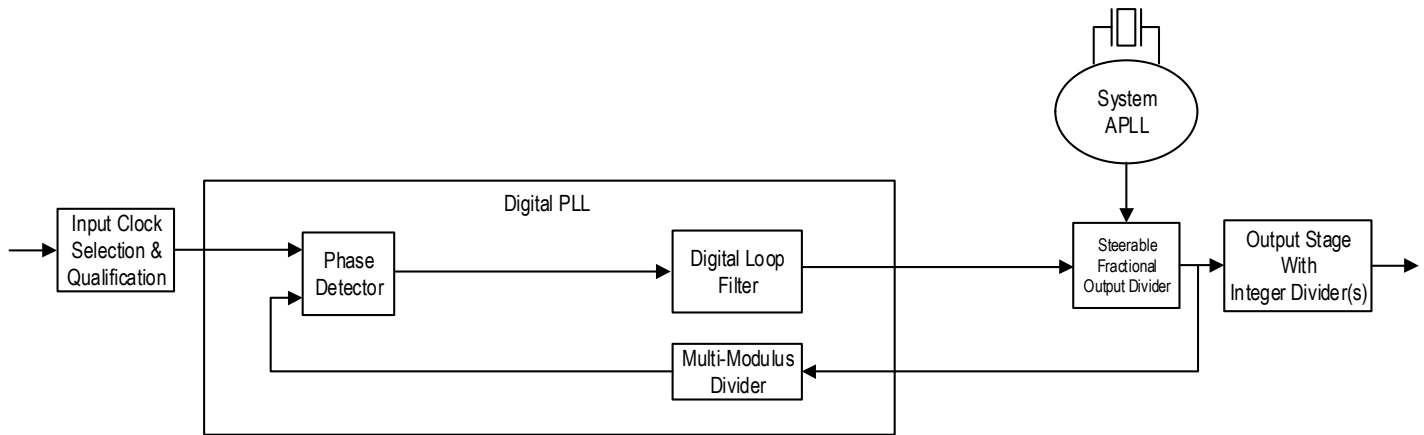 System
APLL
Digital PLL
Input Clock
Selection &
Qualification
Phase
Detector
Digital Loop
Filter
Steerable
Fractional
Output Divider
Output Stage
With
Integer Divider(s)
Multi-Modulus
Divider